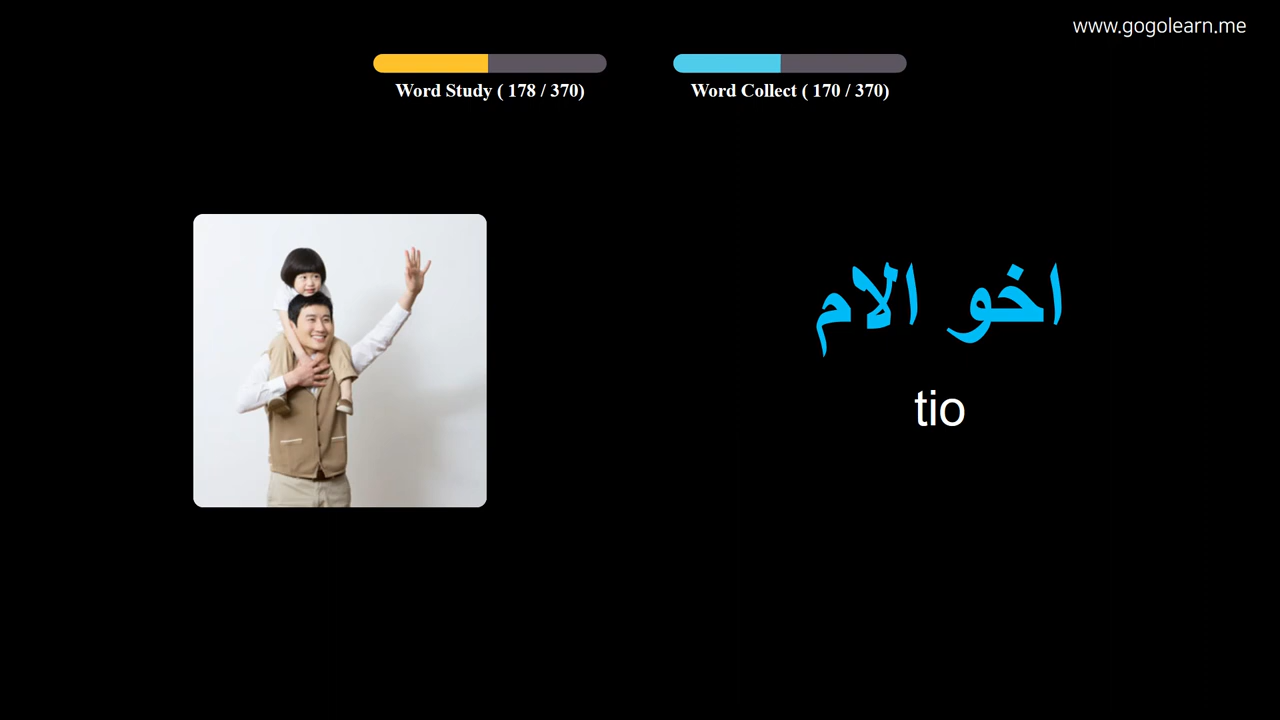 www.gogolearn.me
Word Study ( 178 / 370)
Word Collect ( 170 / 370)
اخو الام
tio